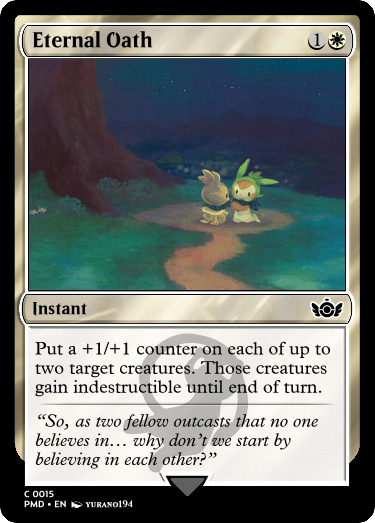 Eternal Oath 1
Instant
Put a +1/+1 counter on each of up to
two target creatures. Those creatures
gain indestructible until end of turn.
“So, as two fellow outcasts that no one
believes in… why don’t we start by
believing in each other?”
C 0015
PMD • EN YURANO194